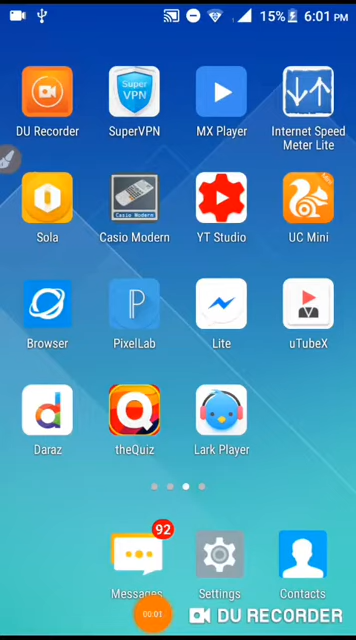 15% 6:01 PM
Super
VPN
DU Recorder SuperVPN MX Player Internet Speed
Meter Lite
Casio Modern
Sola Casio Modern YT Studio UC Mini
P
Browser PixelLab Lite uTubeX
d Q
Daraz theQuiz Lark Player
92
Messages Settings Contacts
00:01 DU RECORDER